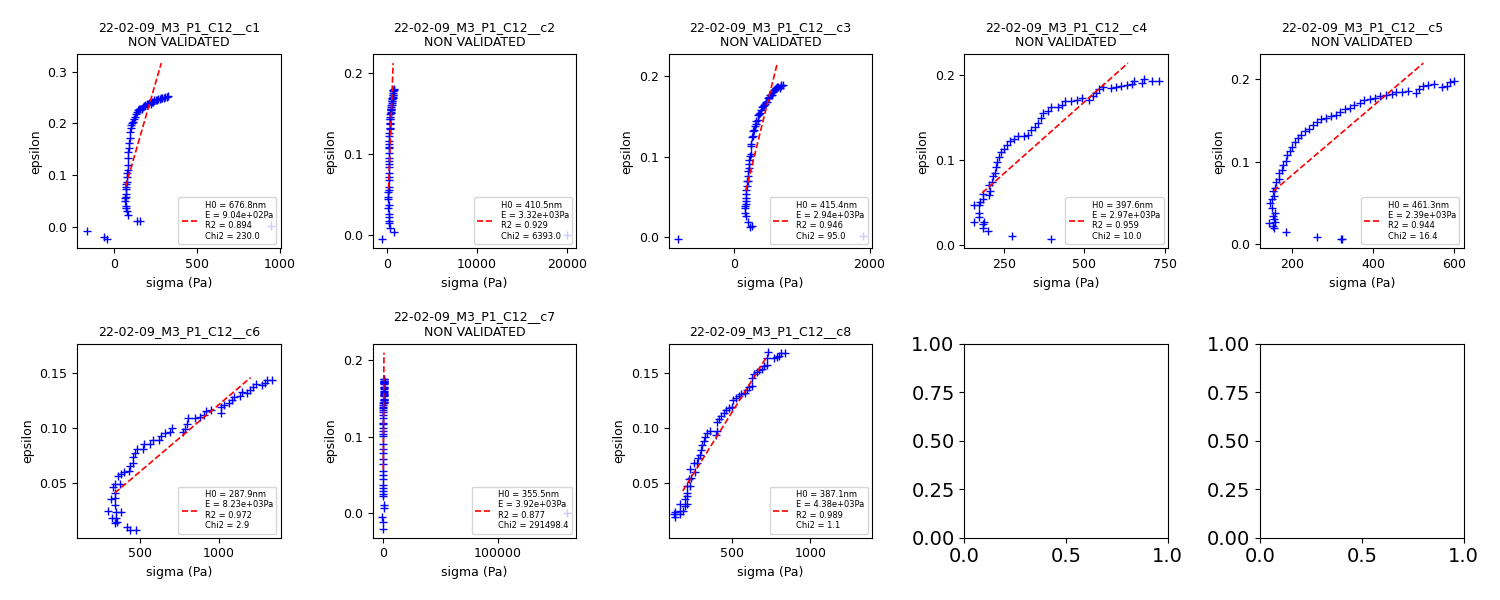 22-02-09_M3_P1_C12__c1
NON VALIDATED
0.3
0.2
0.1
0.0
epsilon
0
500
1000
sigma (Pa)
H0 = 676.8nm
E = 9.04e+02Pa
R2 = 0.894
Chi2 = 230.0
22-02-09_M3_P1_C12__c2
NON VALIDATED
0.2
0.1
0.0
epsilon
0
10000
20000
sigma (Pa)
H0 = 410.5nm
E = 3.32e+03Pa
R2 = 0.929
Chi2 = 6393.0
22-02-09_M3_P1_C12__c3
NON VALIDATED
0.2
0.1
0.0
epsilon
0
2000
sigma (Pa)
H0 = 415.4nm
E = 2.94e+03Pa
R2 = 0.946
Chi2 = 95.0
22-02-09_M3_P1_C12__c4
NON VALIDATED
0.2
0.1
0.0
epsilon
250
500
750
sigma (Pa)
H0 = 397.6nm
E = 2.97e+03Pa
R2 = 0.959
Chi2 = 10.0
22-02-09_M3_P1_C12__c5
NON VALIDATED
0.2
0.1
0.0
epsilon
200
400
600
sigma (Pa)
H0 = 461.3nm
E = 2.39e+03Pa
R2 = 0.944
Chi2 = 16.4
22-02-09_M3_P1_C12__c6
0.15
0.10
0.05
epsilon
500
1000
sigma (Pa)
H0 = 287.9nm
E = 8.23e+03Pa
R2 = 0.972
Chi2 = 2.9
22-02-09_M3_P1_C12__c7
NON VALIDATED
0.2
0.1
0.0
epsilon
0
100000
sigma (Pa)
H0 = 355.5nm
E = 3.92e+03Pa
R2 = 0.877
Chi2 = 291498.4
22-02-09_M3_P1_C12__c8
0.15
0.10
0.05
epsilon
500
1000
sigma (Pa)
H0 = 387.1nm
E = 4.38e+03Pa
R2 = 0.989
Chi2 = 1.1
1.00
0.75
0.50
0.25
0.00
0.0
0.5
1.0
1.00
0.75
0.50
0.25
0.00
0.0
0.5
1.0